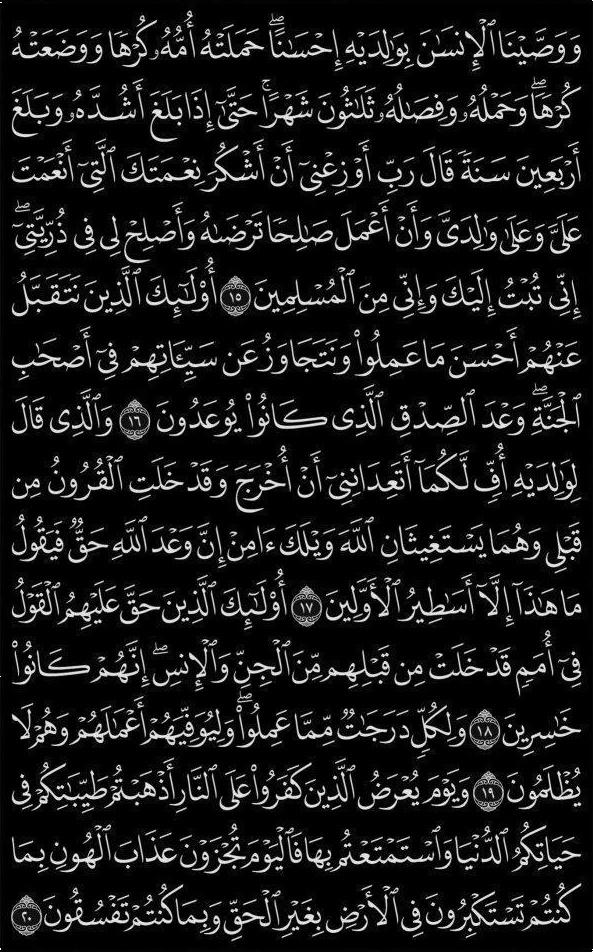 وَوَصَّيْنَا ٱلْإِنسَٰنَ بِوَٰلِدَيْهِ إِحْسَٰنًاۖ حَمَلَتْهُ أُمُّهُۥ كُرْهًا وَوَضَعَتْهُ
كُرْهًاۖ وَحَمْلُهُۥ وَفِصَٰلُهُۥ ثَلَٰثُونَ شَهْرًاۚ حَتَّىٰٓ إِذَا بَلَغَ أَشُدَّهُۥ وَبَلَغَ
أَرْبَعِينَ سَنَةً قَالَ رَبِّ أَوْزِعْنِىٓ أَنْ أَشْكُرَ نِعْمَتَكَ ٱلَّتِىٓ أَنْعَمْتَ
عَلَىَّ وَعَلَىٰ وَٰلِدَىَّ وَأَنْ أَعْمَلَ صَٰلِحًا تَرْضَىٰهُ وَأَصْلِحْ لِى فِى ذُرِّيَّتِىٓۖ
إِنِّى تُبْتُ إِلَيْكَ وَإِنِّى مِنَ ٱلْمُسْلِمِينَ ١٥ أُو۟لَٰٓئِكَ ٱلَّذِينَ نَتَقَبَّلُ
عَنْهُمْ أَحْسَنَ مَا عَمِلُوا۟ وَنَتَجَاوَزُ عَن سَيِّـَٔاتِهِمْ فِىٓ أَصْحَٰبِ
ٱلْجَنَّةِۖ وَعْدَ ٱلصِّدْقِ ٱلَّذِى كَانُوا۟ يُوعَدُونَ ١٦ وَٱلَّذِى قَالَ
لِوَٰلِدَيْهِ أُفٍّ لَّكُمَآ أَتَعِدَانِنِىٓ أَنْ أُخْرَجَ وَقَدْ خَلَتِ ٱلْقُرُونُ مِن
قَبْلِى وَهُمَا يَسْتَغِيثَانِ ٱللَّهَ وَيْلَكَ ءَامِنْ إِنَّ وَعْدَ ٱللَّهِ حَقٌّ فَيَقُولُ
مَا هَٰذَآ إِلَّآ أَسَٰطِيرُ ٱلْأَوَّلِينَ ١٧ أُو۟لَٰٓئِكَ ٱلَّذِينَ حَقَّ عَلَيْهِمُ ٱلْقَوْلُ
فِىٓ أُمَمٍ قَدْ خَلَتْ مِن قَبْلِهِم مِّنَ ٱلْجِنِّ وَٱلْإِنسِۖ إِنَّهُمْ كَانُوا۟
خَٰسِرِينَ ١٨ وَلِكُلٍّ دَرَجَٰتٌ مِّمَّا عَمِلُوا۟ۖ وَلِيُوَفِّيَهُمْ أَعْمَٰلَهُمْ وَهُمْ لَا
يُظْلَمُونَ ١٩ وَيَوْمَ يُعْرَضُ ٱلَّذِينَ كَفَرُوا۟ عَلَى ٱلنَّارِ أَذْهَبْتُمْ طَيِّبَٰتِكُمْ فِى
حَيَاتِكُمُ ٱلدُّنْيَا وَٱسْتَمْتَعْتُم بِهَا فَٱلْيَوْمَ تُجْزَوْنَ عَذَابَ ٱلْهُونِ بِمَا
كُنتُمْ تَسْتَكْبِرُونَ فِى ٱلْأَرْضِ بِغَيْرِ ٱلْحَقِّ وَبِمَا كُنتُمْ تَفْسُقُونَ ٢٠